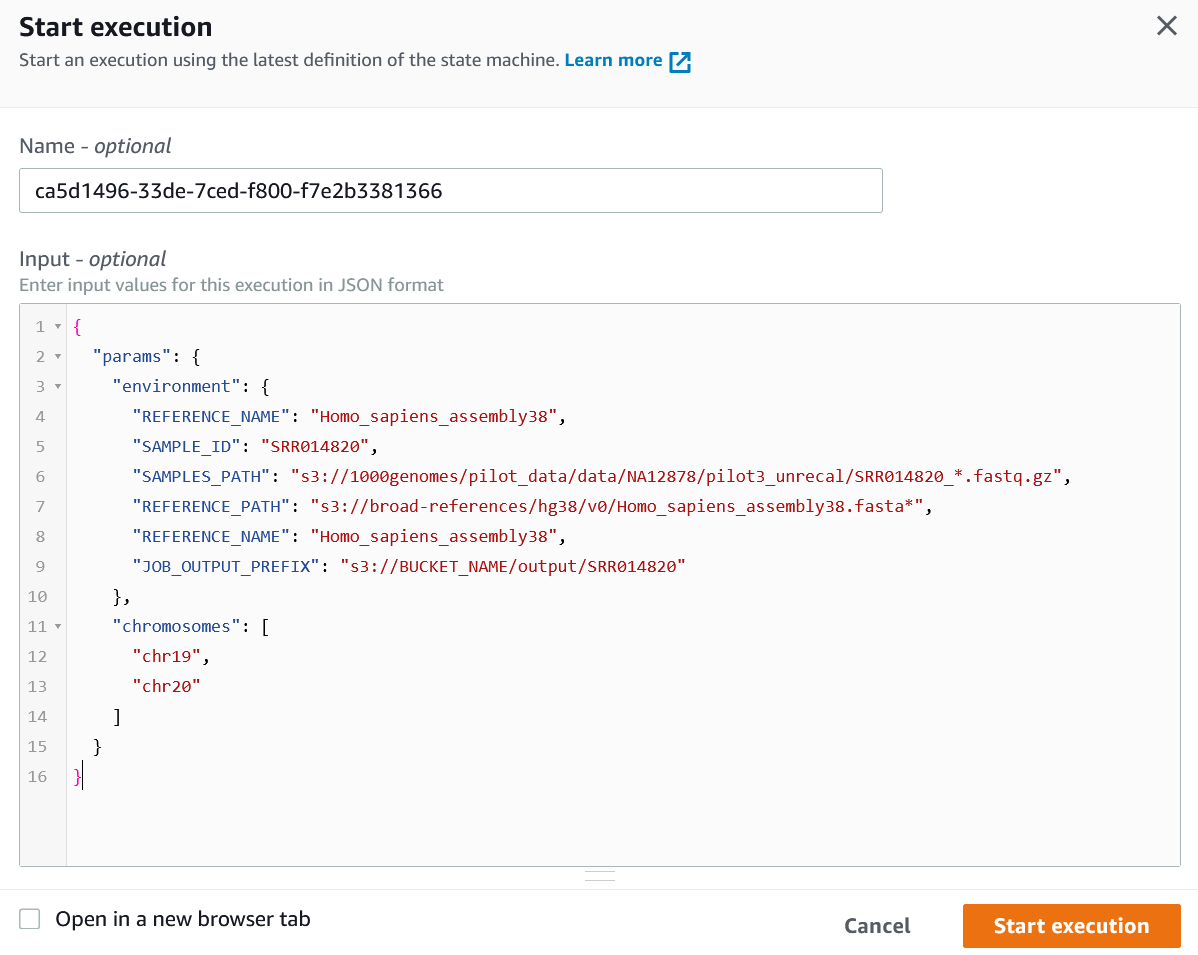 Start execution
Start an execution using the latest definition of the state machine. Learn more
Name - optional
ca5d1496-33de-7ced-f800-f7e2b3381366
Input - optional
Enter input values for this execution in JSON format
1 {
2   "params": {
3     "environment": {
4       "REFERENCE_NAME": "Homo_sapiens_assembly38",
5       "SAMPLE_ID": "SRR014820",
6       "SAMPLES_PATH": "s3://1000genomes/pilot_data/data/NA12878/pilot3_unrecal/SRR014820_*.fastq.gz",
7       "REFERENCE_PATH": "s3://broad-references/hg38/v0/Homo_sapiens_assembly38.fasta*",
8       "REFERENCE_NAME": "Homo_sapiens_assembly38",
9       "JOB_OUTPUT_PREFIX": "s3://BUCKET_NAME/output/SRR014820"
10     },
11     "chromosomes": [
12       "chr19",
13       "chr20"
14     ]
15   }
16 }
Open in a new browser tab
Cancel
Start execution